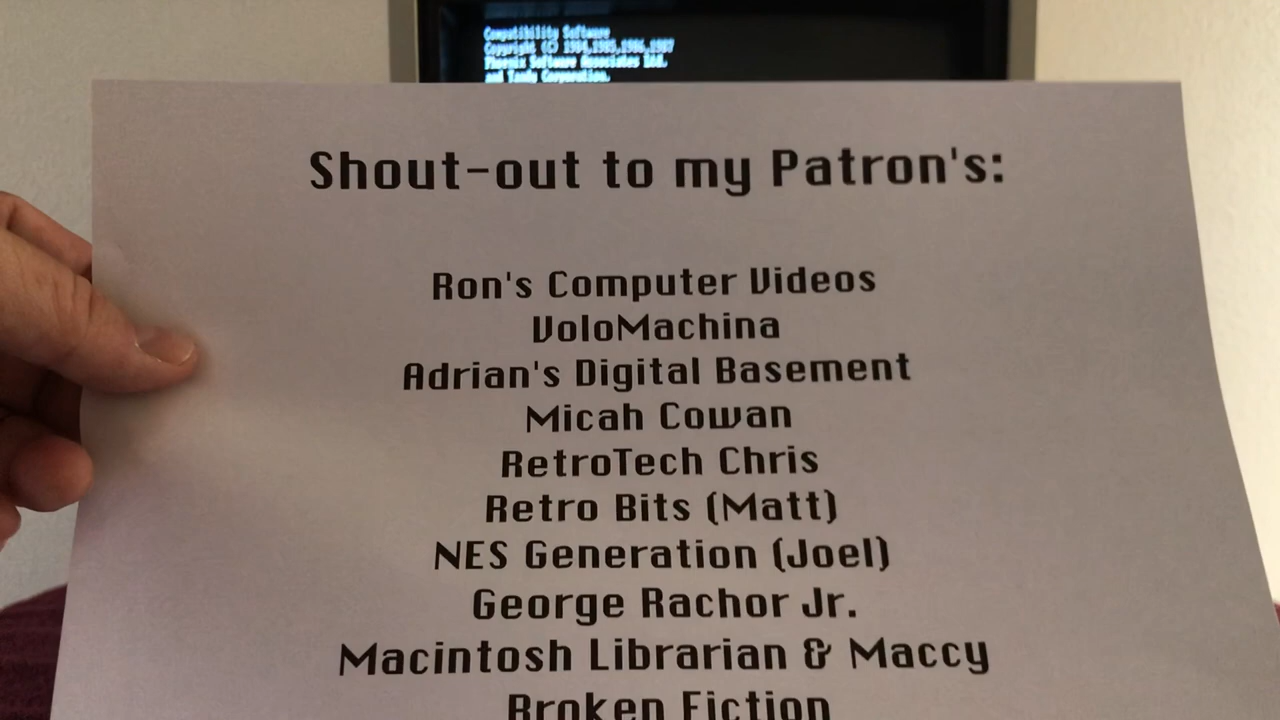 Compatibility Software
Copyright (C) 1984,1985,1986,1987
Phoenix Software Associates Ltd.
and Tandy Corporation.
Shout-out to my Patron's:
Ron's Computer Videos
VoloMachina
Adrian's Digital Basement
Micah Cowan
RetroTech Chris
Retro Bits (Matt)
NES Generation (Joel)
George Rachor Jr.
Macintosh Librarian & Maccy
Broken Fiction